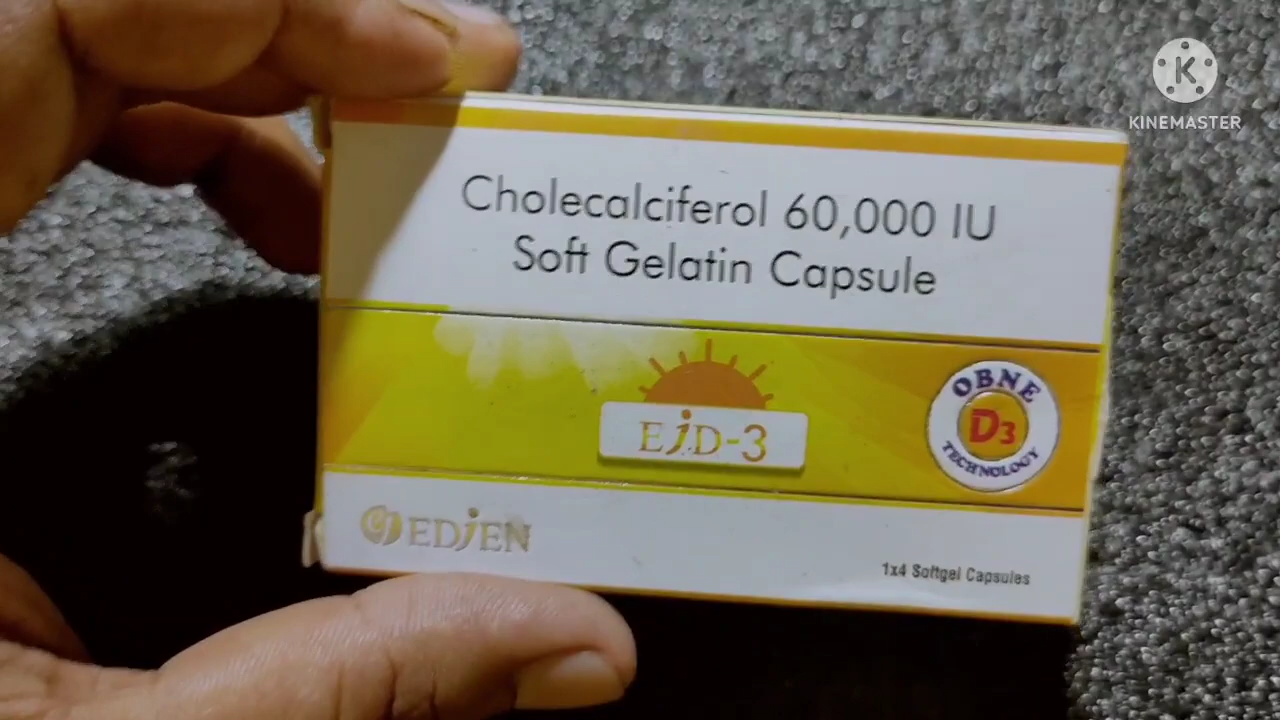 K
KINEMASTER
Cholecalciferol 60,000 IU
Soft Gelatin Capsule
EjD-3
OBNE
D3
TECHNOLOGY
EDjEN
1x4 Softgel Capsules